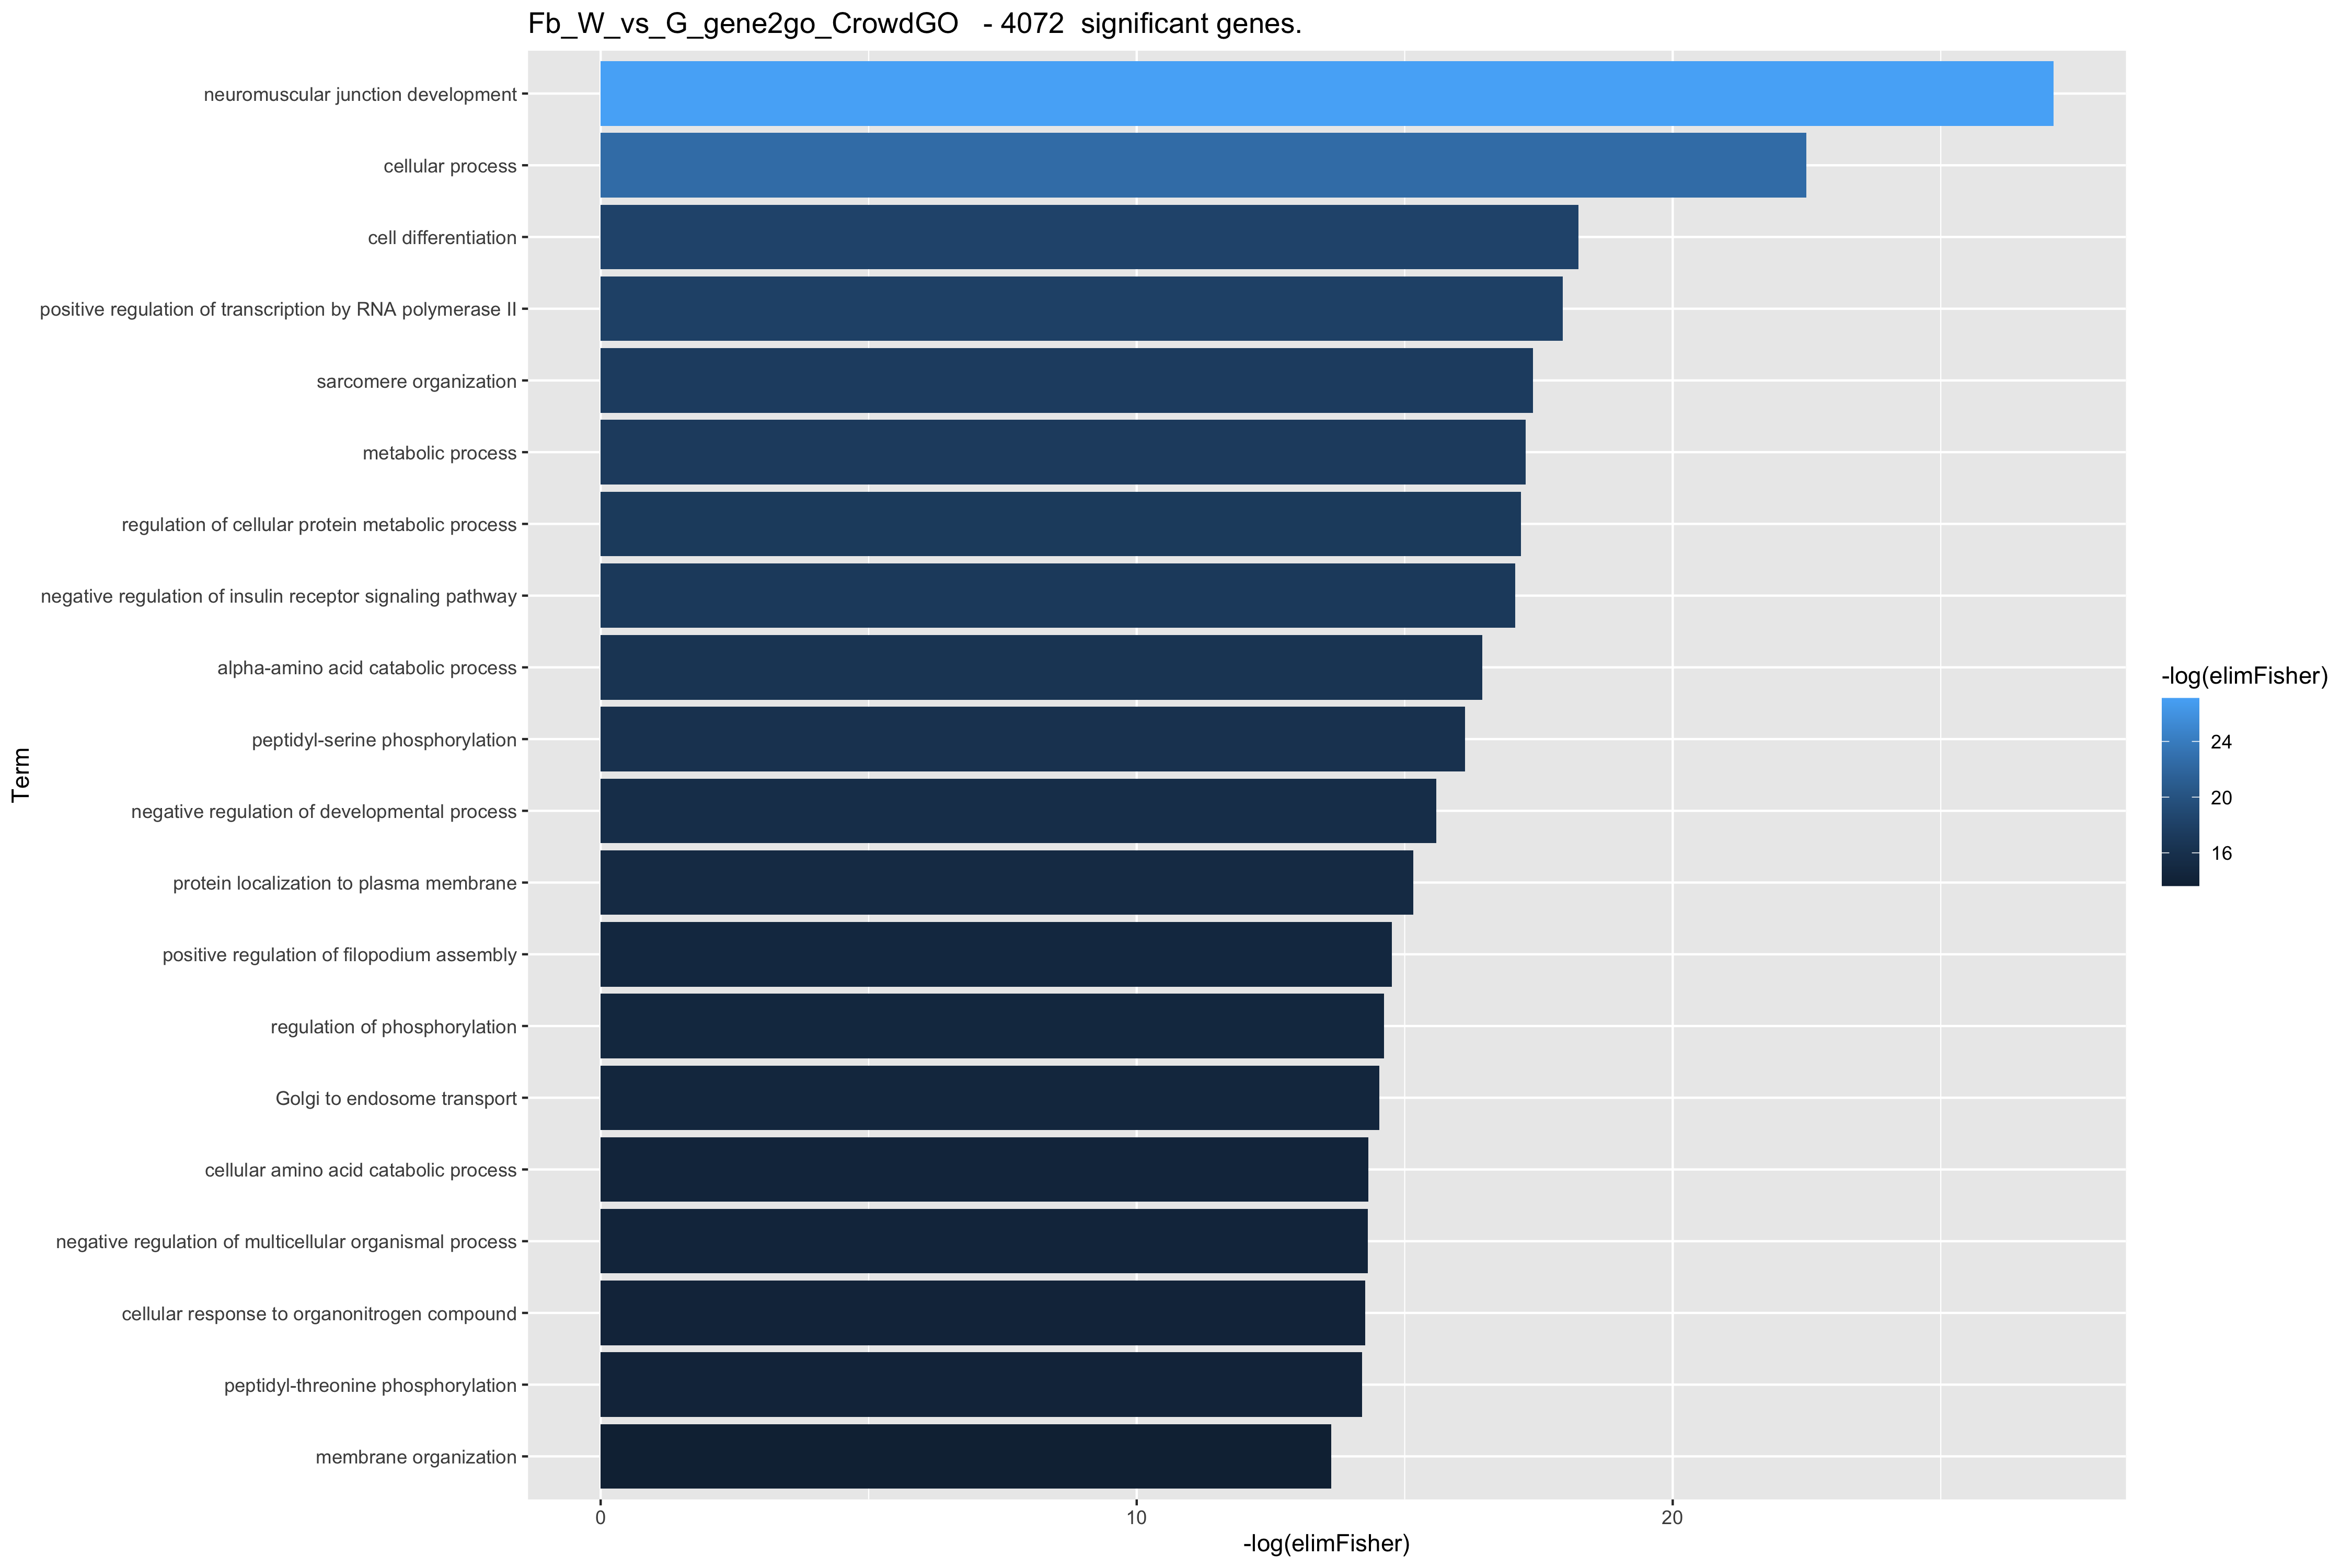 Fb_W_vs_G_gene2go_CrowdGO   - 4072  significant genes.
Term
neuromuscular junction development
cellular process
cell differentiation
positive regulation of transcription by RNA polymerase II
sarcomere organization
metabolic process
regulation of cellular protein metabolic process
negative regulation of insulin receptor signaling pathway
alpha-amino acid catabolic process
peptidyl-serine phosphorylation
negative regulation of developmental process
protein localization to plasma membrane
positive regulation of filopodium assembly
regulation of phosphorylation
Golgi to endosome transport
cellular amino acid catabolic process
negative regulation of multicellular organismal process
cellular response to organonitrogen compound
peptidyl-threonine phosphorylation
membrane organization
0 10 20
-log(elimFisher)
-log(elimFisher)
24
20
16